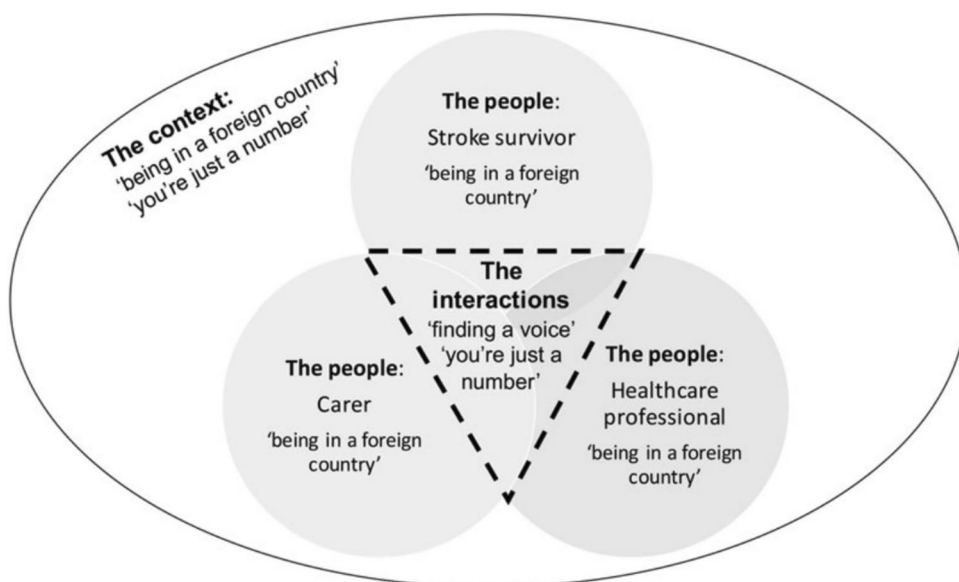 The context:
‘being in a foreign country’
‘you’re just a number’
The people:
Stroke survivor
‘being in a foreign
country’
The
interactions
‘finding a voice’
‘you’re just a
number’
The people:
Carer
‘being in a foreign
country’
The people:
Healthcare
professional
‘being in a foreign
country’